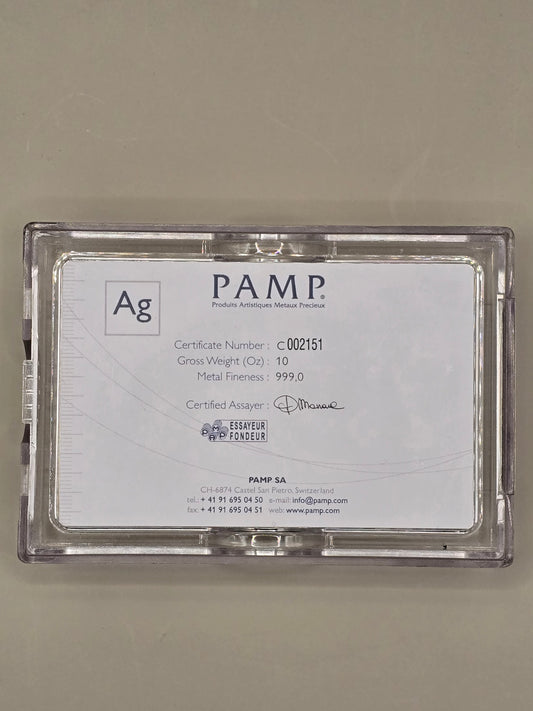 Ag
PAMP®
Produits Artistiques Metaux Precieux
Certificate Number : C 002151
Gross Weight (Oz) : 10
Metal Fineness : 999,0
Certified Assayer :
PAMP ESSAYEUR
FONDEUR
PAMP SA
CH-6874 Castel San Pietro, Switzerland
tel.: + 41 91 695 04 50 e-mail: info@pamp.com
fax: + 41 91 695 04 51 web: www.pamp.com